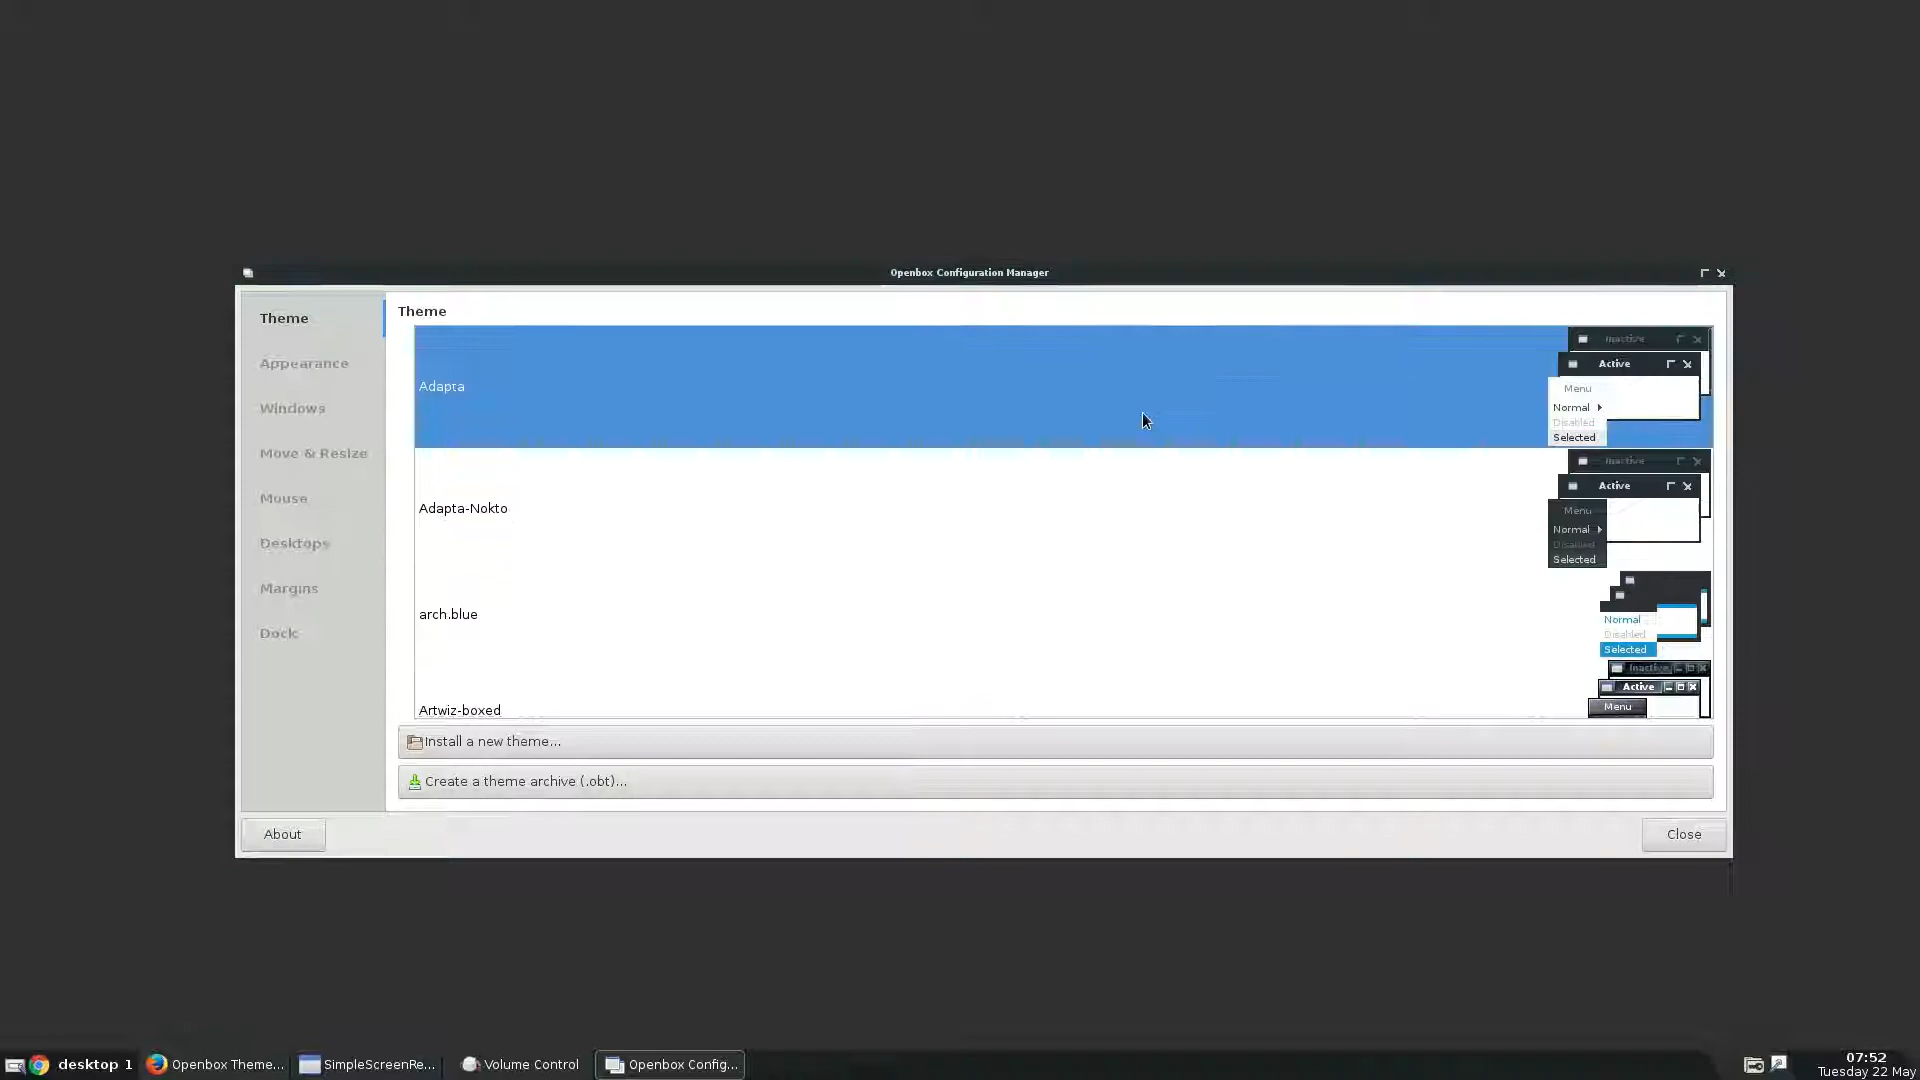 Openbox Configuration Manager
Theme
Appearance
Windows
Move & Resize
Mouse
Desktops
Margins
Dock
Theme
Adapta
Inactive
Active
Menu
Normal
Disabled
Selected
Adapta-Nokto
Inactive
Active
Menu
Normal
Disabled
Selected
arch.blue
Normal
Disabled
Selected
Artwiz-boxed
Inactive
Active
Menu
Install a new theme...
Create a theme archive (.obt)...
About
Close
desktop 1
Openbox Theme...
SimpleScreenRe...
Volume Control
Openbox Config...
07:52
Tuesday 22 May